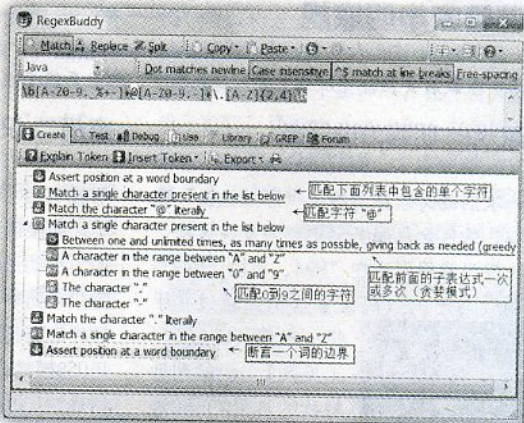 RegexBuddy
Match Replace Split Copy Paste
Java Dot matches newline Case insensitive ^$ match at line breaks Free-spacing
\b[A-Z0-9._%+-]+@[A-Z0-9.-]+\.[A-Z]{2,4}\b
Create Test Debug Use Library GREP Forum
Explain Token Insert Token Export
Assert position at a word boundary
Match a single character present in the list below 匹配下面列表中包含的单个字符
Match the character "@" literally 匹配字符“@”
Match a single character present in the list below
Between one and unlimited times, as many times as possible, giving back as needed (greedy
A character in the range between "A" and "Z"
A character in the range between "0" and "9"
The character "."
The character "-"
匹配0到9之间的字符
匹配前面的子表达式一次
或多次（贪婪模式）
Match the character "." literally
Match a single character in the range between "A" and "Z"
Assert position at a word boundary 断言一个词的边界